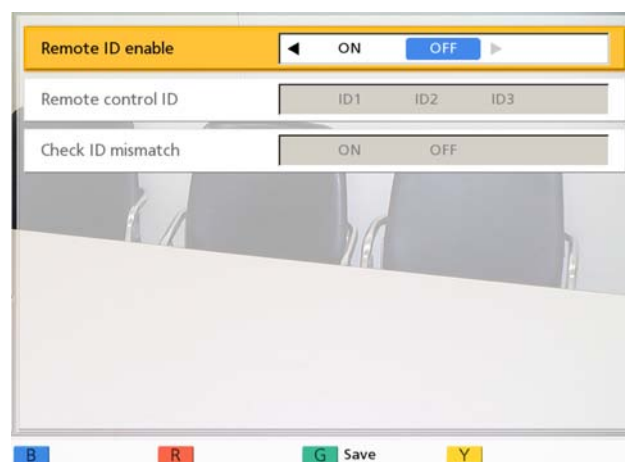 Remote ID enable ON OFF
Remote control ID ID1 ID2 ID3
Check ID mismatch ON OFF
B R G Save Y